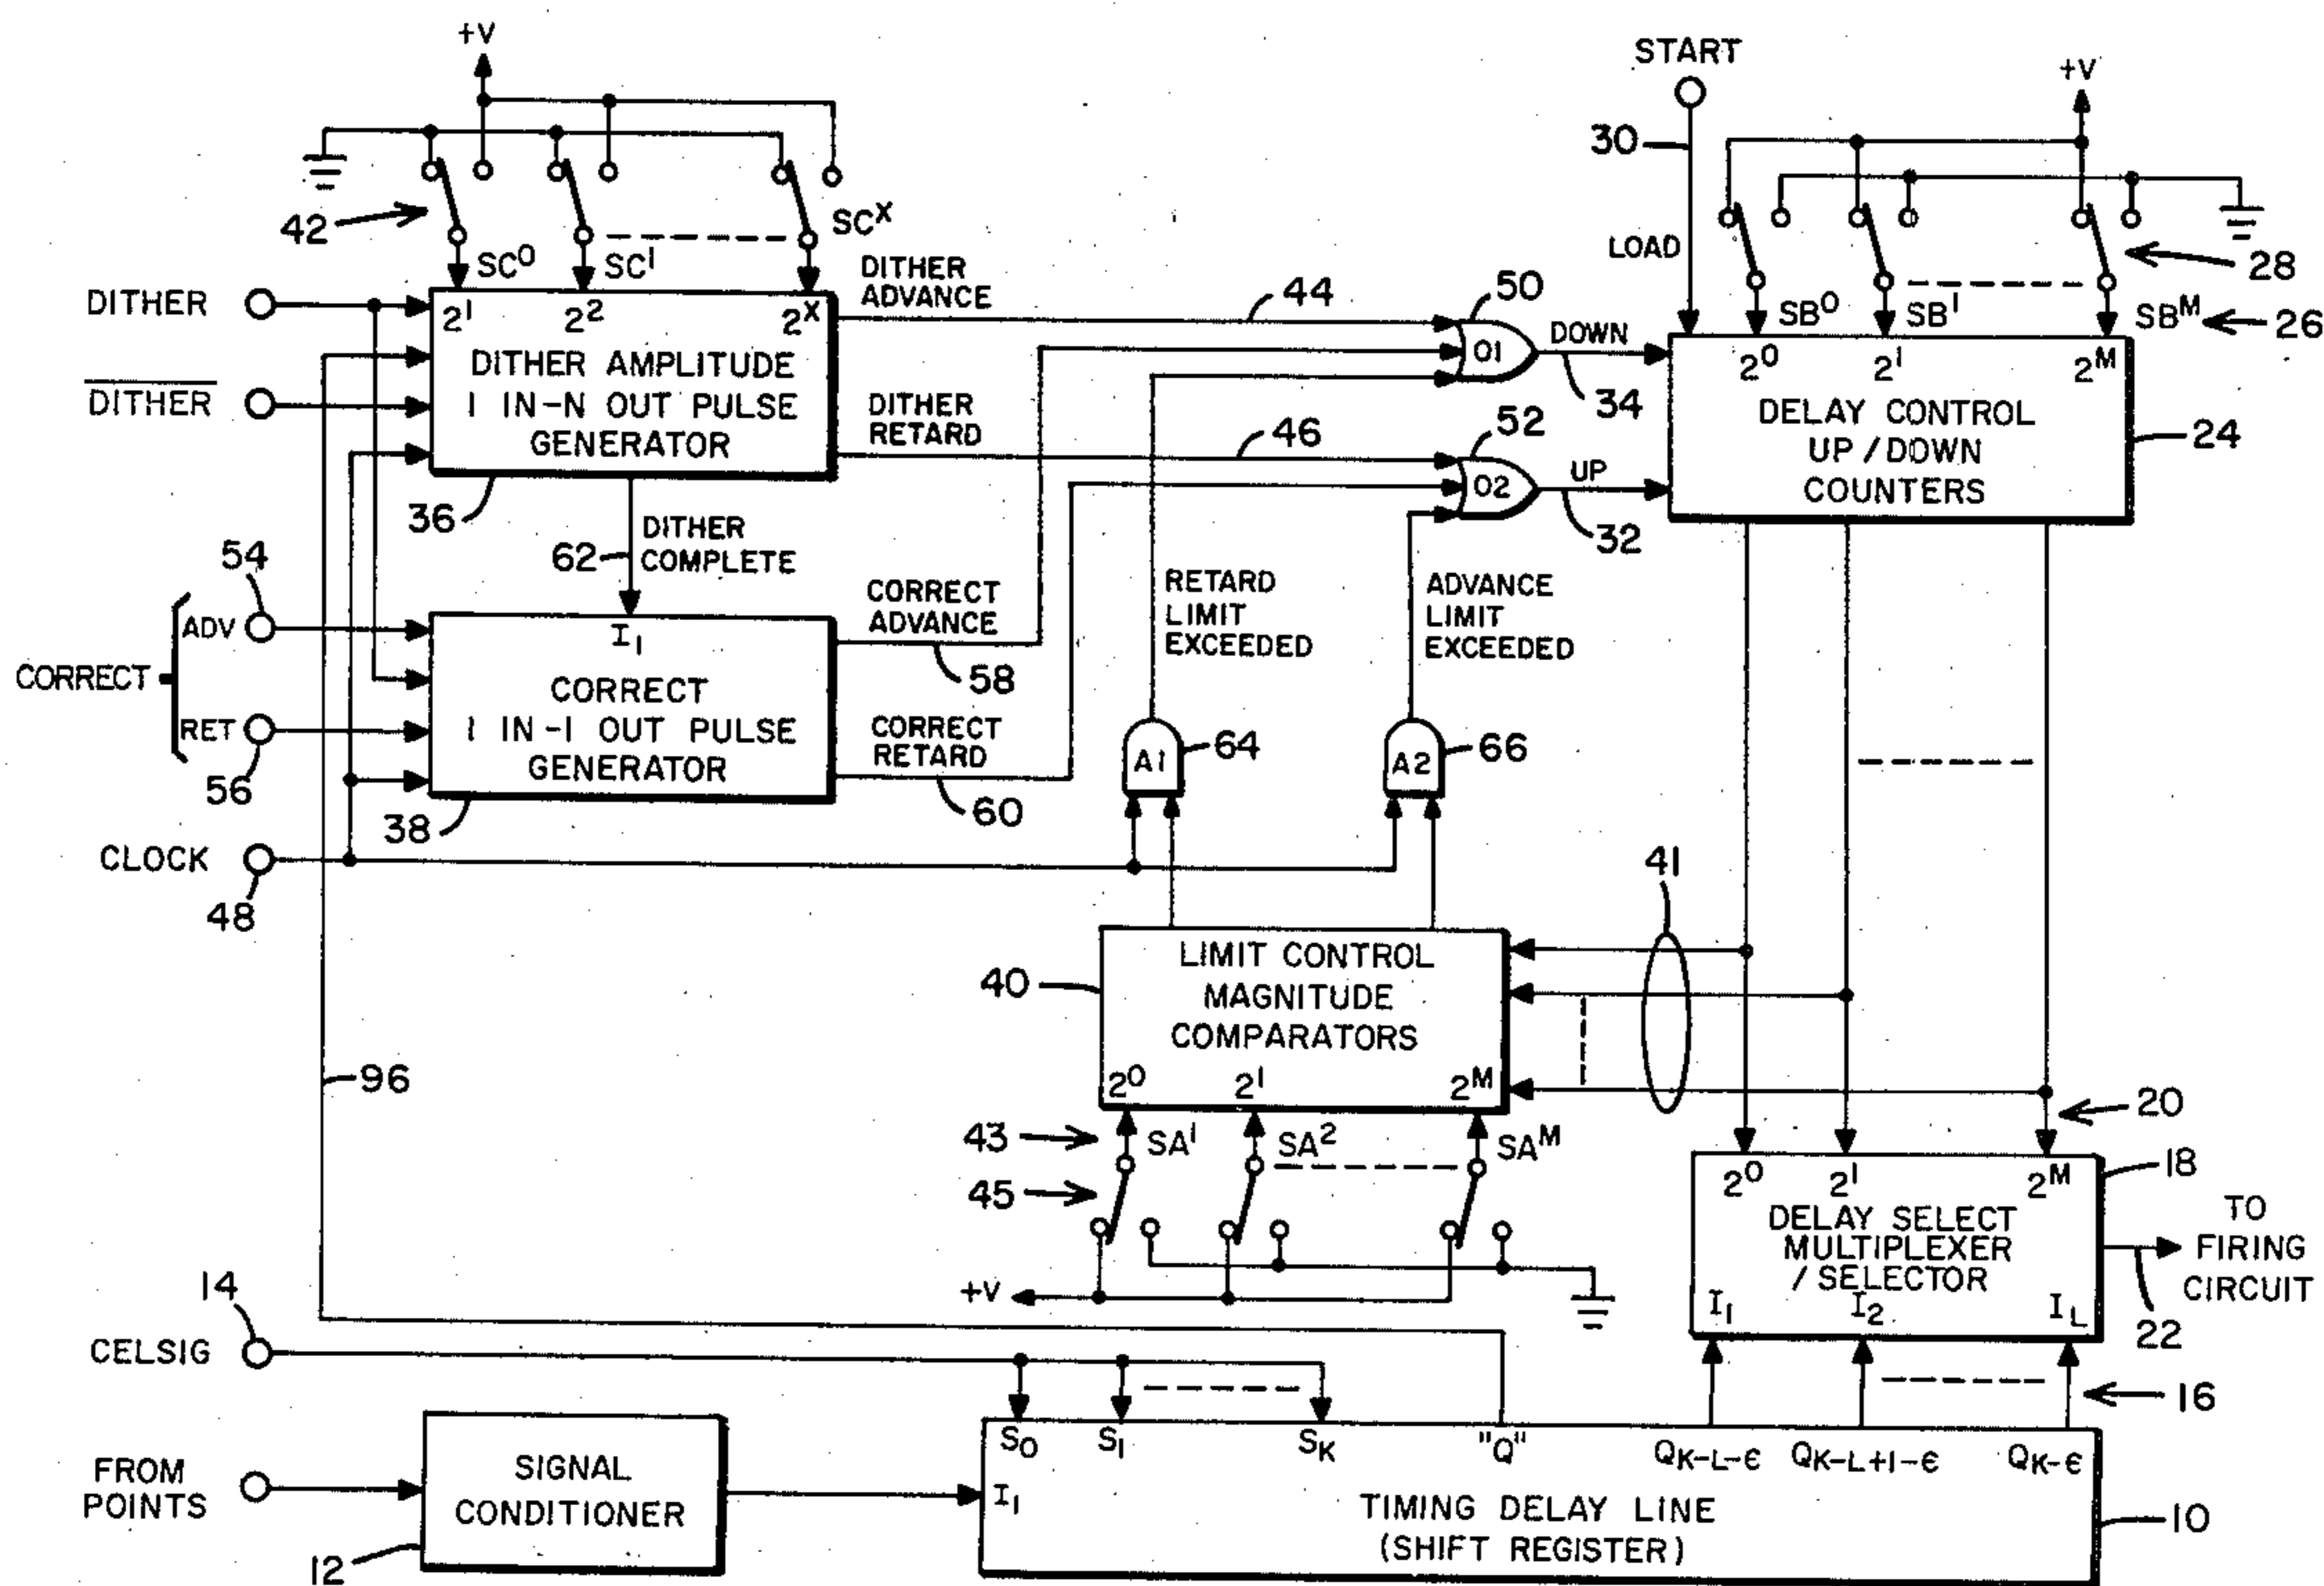 +V
START
+V
30
42
SC⁰
SC¹
SCˣ
LOAD
28
SB⁰
SB¹
SBᴹ
26
DITHER
2¹
2²
2ˣ
DITHER AMPLITUDE
1 IN-N OUT PULSE
GENERATOR
D̅I̅T̅H̅E̅R̅
36
DITHER
ADVANCE
44
50
O1
DOWN
34
DITHER
RETARD
46
52
O2
UP
32
2⁰
2¹
2ᴹ
DELAY CONTROL
UP/DOWN
COUNTERS
24
62
DITHER
COMPLETE
54
CORRECT
ADV
RET
56
I₁
CORRECT
1 IN-1 OUT PULSE
GENERATOR
38
CORRECT
ADVANCE
58
CORRECT
RETARD
60
RETARD
LIMIT
EXCEEDED
ADVANCE
LIMIT
EXCEEDED
A1
64
A2
66
CLOCK
48
41
40
LIMIT CONTROL
MAGNITUDE
COMPARATORS
2⁰
2¹
2ᴹ
96
43
SA¹
SA²
SAᴹ
45
+V
20
18
2⁰
2¹
2ᴹ
DELAY SELECT
MULTIPLEXER
/SELECTOR
I₁
I₂
I_L
TO
FIRING
CIRCUIT
22
14
CELSIG
16
FROM
POINTS
SIGNAL
CONDITIONER
12
S₀
S₁
S_K
"Q"
Q_K-L-ϵ
Q_K-L+1-ϵ
Q_K-ϵ
I₁
TIMING DELAY LINE
(SHIFT REGISTER)
10